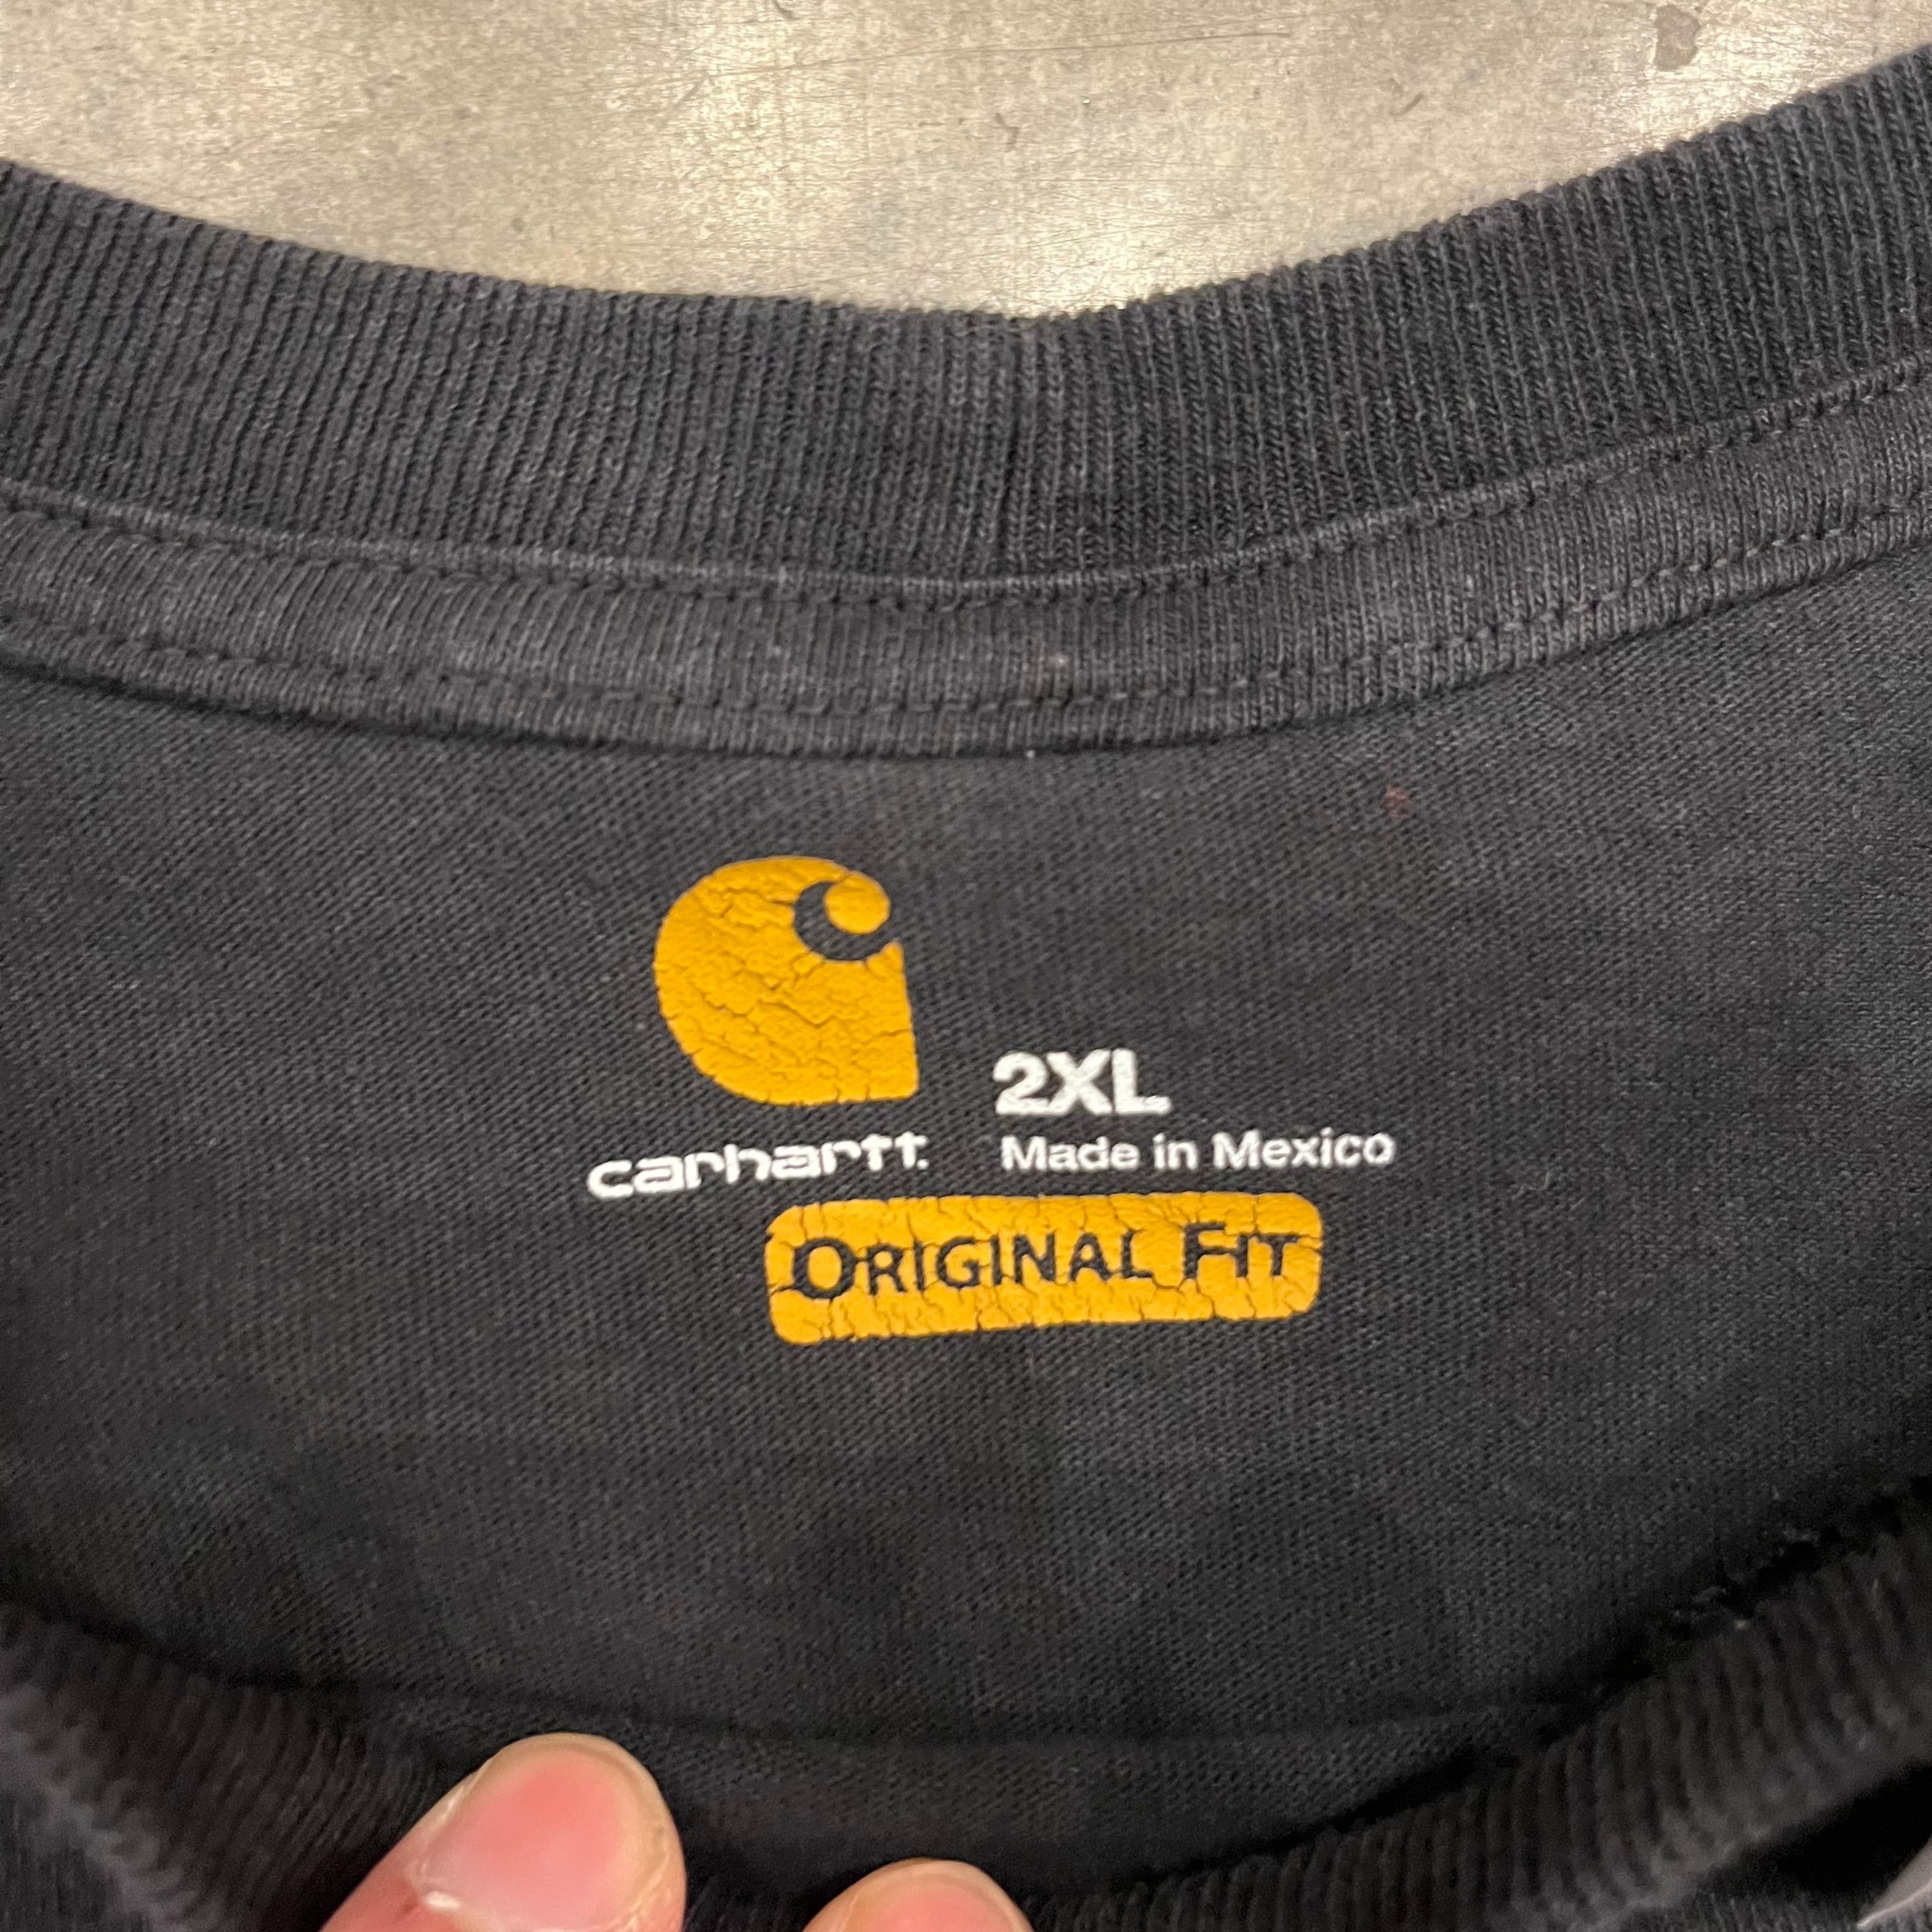 2XL
carhartt.
Made in Mexico
ORIGINAL FIT